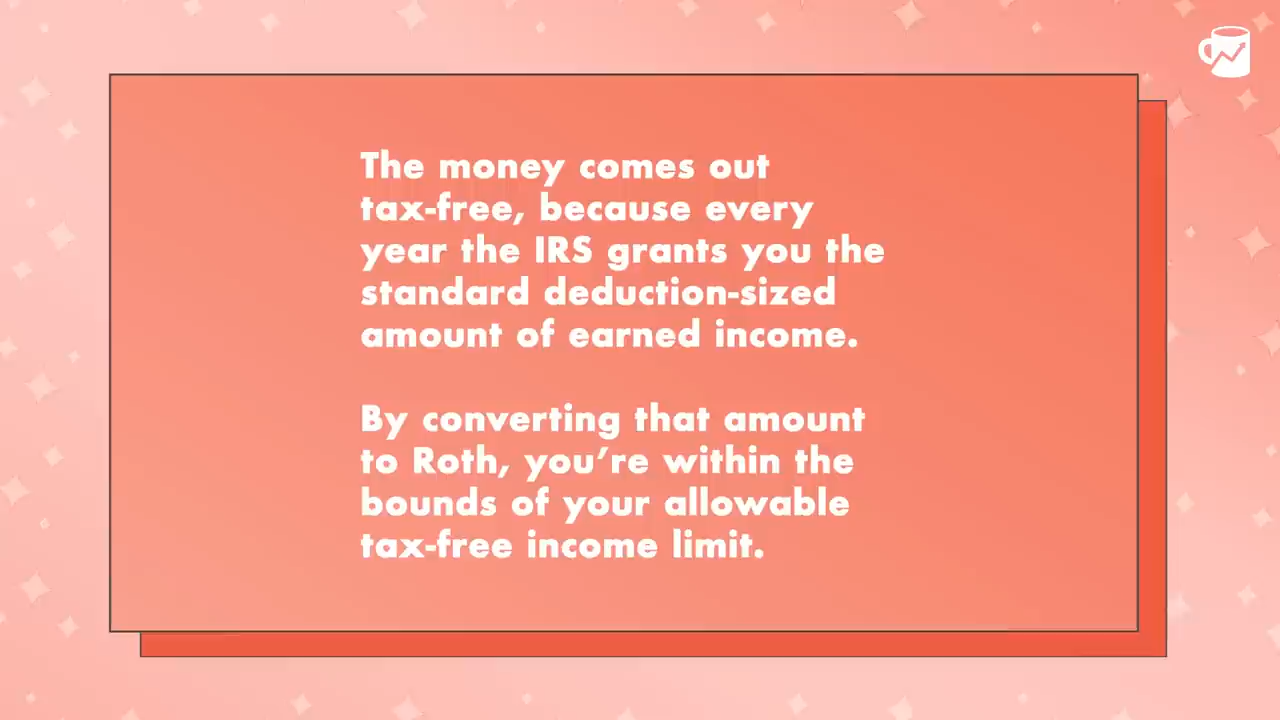 The money comes out
tax-free, because every
year the IRS grants you the
standard deduction-sized
amount of earned income.
By converting that amount
to Roth, you’re within the
bounds of your allowable
tax-free income limit.